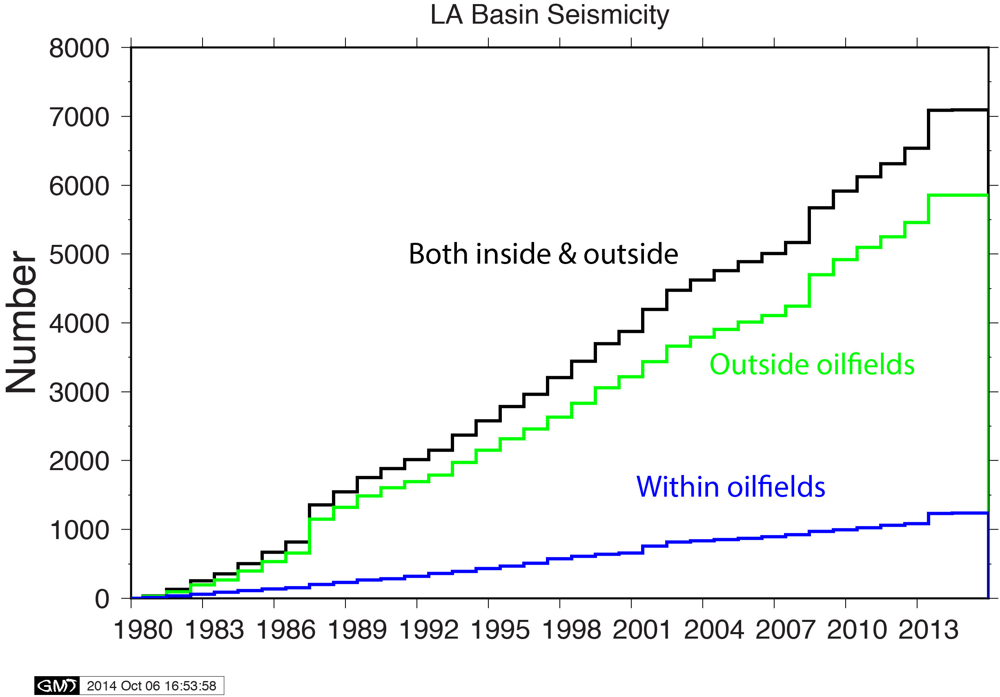 LA Basin Seismicity
8000
7000
6000
5000
4000
3000
2000
1000
0
Number
Both inside & outside
Outside oilfields
Within oilfields
1980 1983 1986 1989 1992 1995 1998 2001 2004 2007 2010 2013
GMT 2014 Oct 06 16:53:58